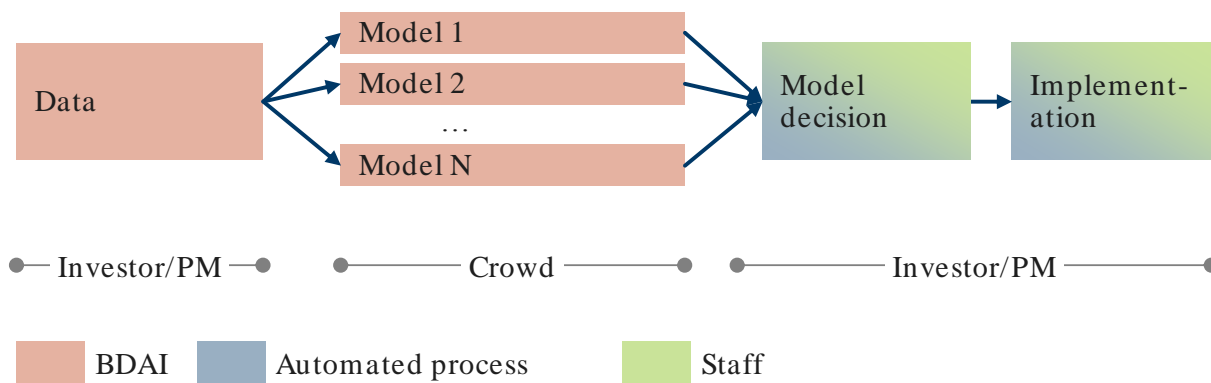 Data
Model 1
Model 2
...
Model N
Model
decision
Implement-
ation
Investor/PM
Crowd
Investor/PM
BDAI
Automated process
Staff